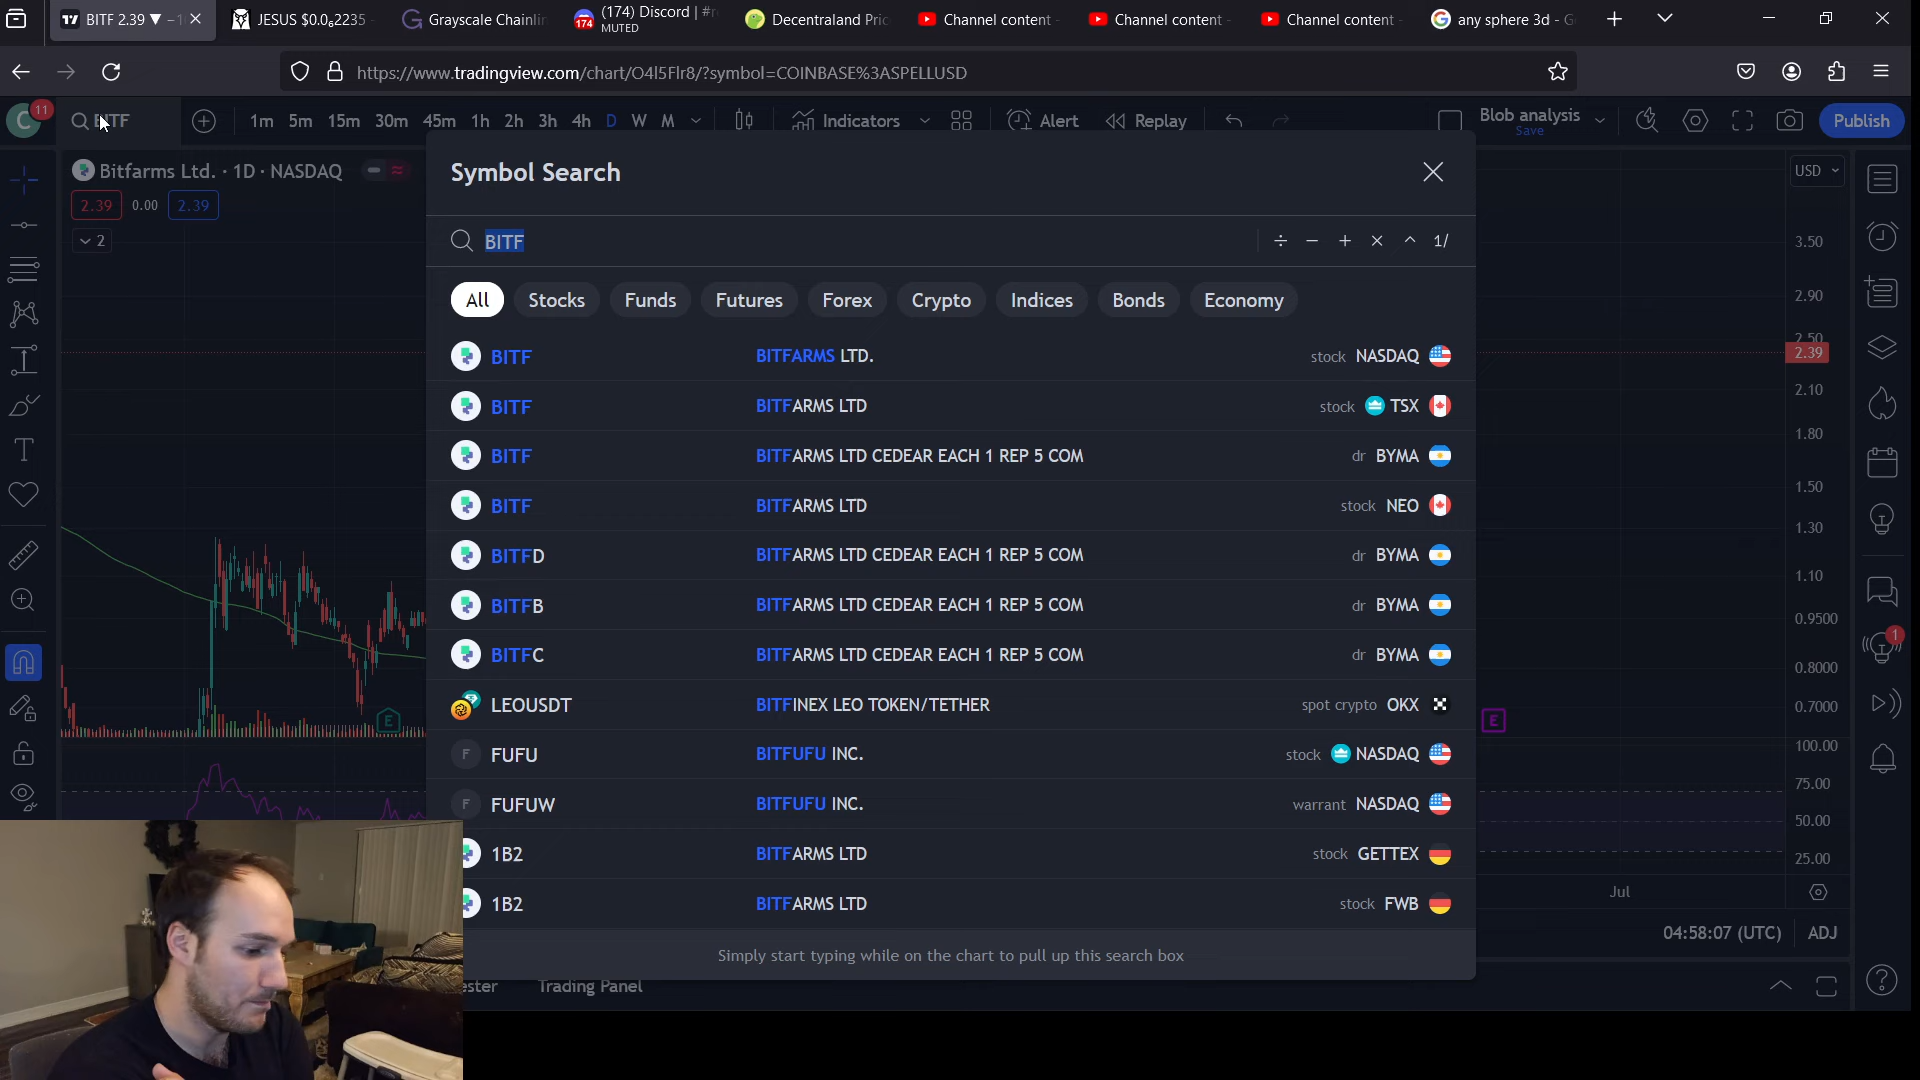 BITF 2.39 ▼ −1
JESUS $0.0₆2235
Grayscale Chainlin
(174) Discord | #r
MUTED
Decentraland Pric
Channel content
Channel content
Channel content
any sphere 3d - G
https://www.tradingview.com/chart/O4l5Flr8/?symbol=COINBASE%3ASPELLUSD
C
11
BITF
1m 5m 15m 30m 45m 1h 2h 3h 4h D W M
Indicators
Alert
Replay
Blob analysis
Save
Publish
Bitfarms Ltd. · 1D · NASDAQ
2.39 0.00 2.39
2
Symbol Search
BITF
÷ − + × ^ 1/
All Stocks Funds Futures Forex Crypto Indices Bonds Economy
BITF BITFARMS LTD. stock NASDAQ
BITF BITFARMS LTD stock TSX
BITF BITFARMS LTD CEDEAR EACH 1 REP 5 COM dr BYMA
BITF BITFARMS LTD stock NEO
BITFD BITFARMS LTD CEDEAR EACH 1 REP 5 COM dr BYMA
BITFB BITFARMS LTD CEDEAR EACH 1 REP 5 COM dr BYMA
BITFC BITFARMS LTD CEDEAR EACH 1 REP 5 COM dr BYMA
LEOUSDT BITFINEX LEO TOKEN/TETHER spot crypto OKX
F FUFU BITFUFU INC. stock NASDAQ
F FUFUW BITFUFU INC. warrant NASDAQ
1B2 BITFARMS LTD stock GETTEX
1B2 BITFARMS LTD stock FWB
Simply start typing while on the chart to pull up this search box
ester
Trading Panel
USD
3.50
2.90
2.50
2.39
2.10
1.80
1.50
1.30
1.10
0.9500
0.8000
0.7000
100.00
75.00
50.00
25.00
E
E
1
Jul
04:58:07 (UTC)
ADJ